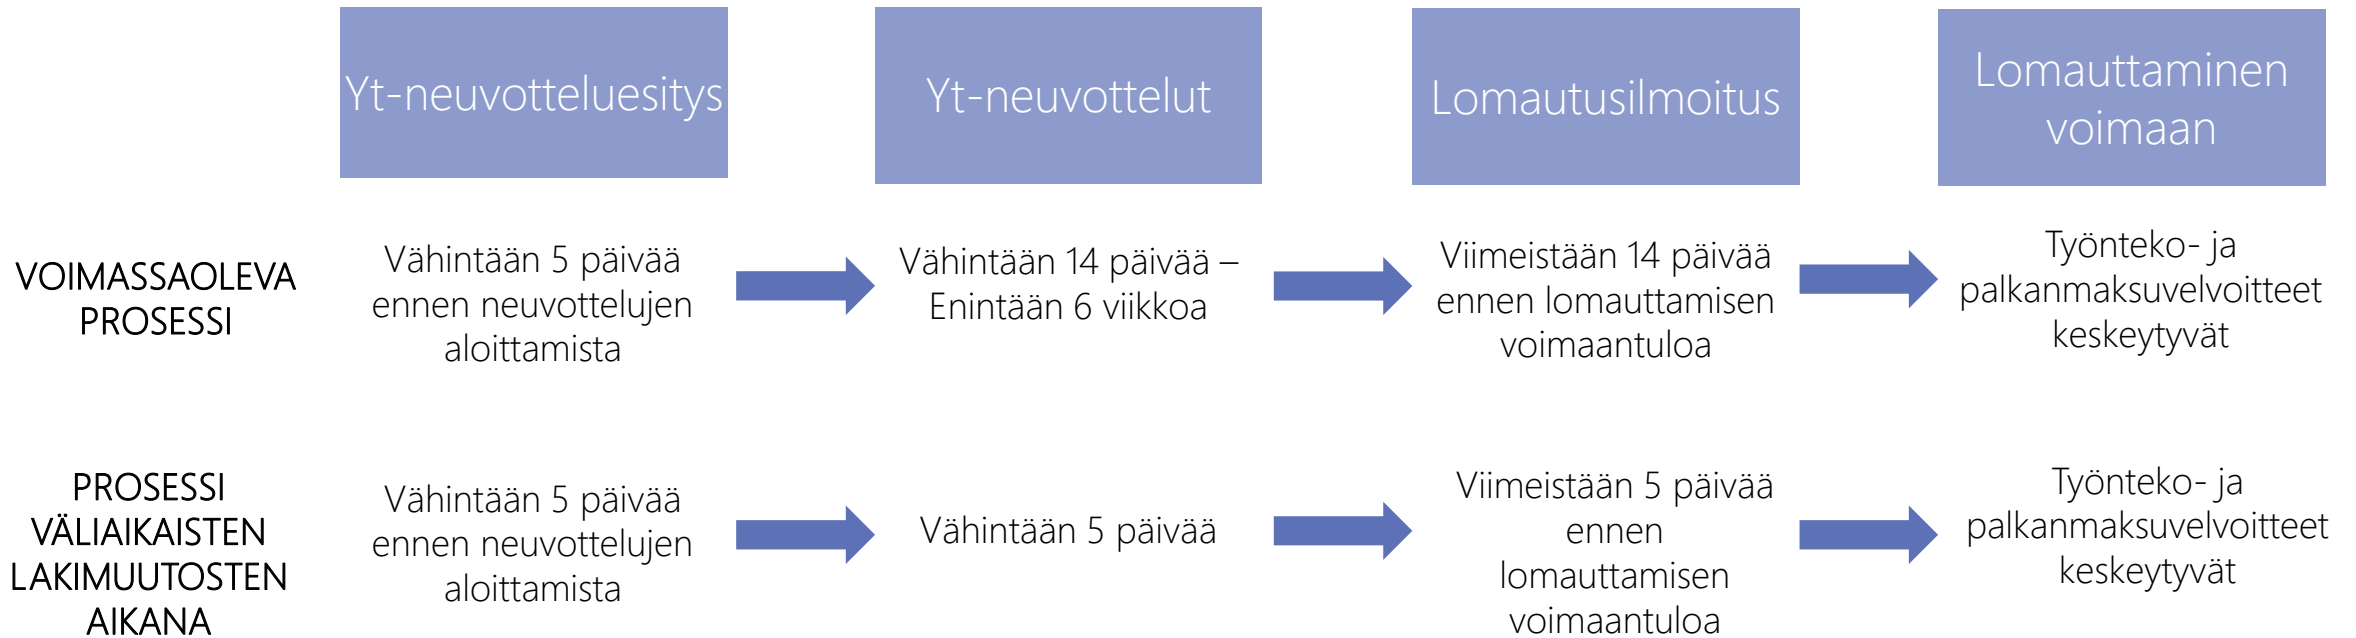 Yt-neuvotteluesitys
Yt-neuvottelut
Lomautusilmoitus
Lomauttaminen
voimaan
VOIMASSAOLEVA
PROSESSI
Vähintään 5 päivää
ennen neuvottelujen
aloittamista
Vähintään 14 päivää –
Enintään 6 viikkoa
Viimeistään 14 päivää
ennen lomauttamisen
voimaantuloa
Työnteko- ja
palkanmaksuvelvoitteet
keskeytyvät
PROSESSI
VÄLIAIKAISTEN
LAKIMUUTOSTEN
AIKANA
Vähintään 5 päivää
ennen neuvottelujen
aloittamista
Vähintään 5 päivää
Viimeistään 5 päivää
ennen
lomauttamisen
voimaantuloa
Työnteko- ja
palkanmaksuvelvoitteet
keskeytyvät